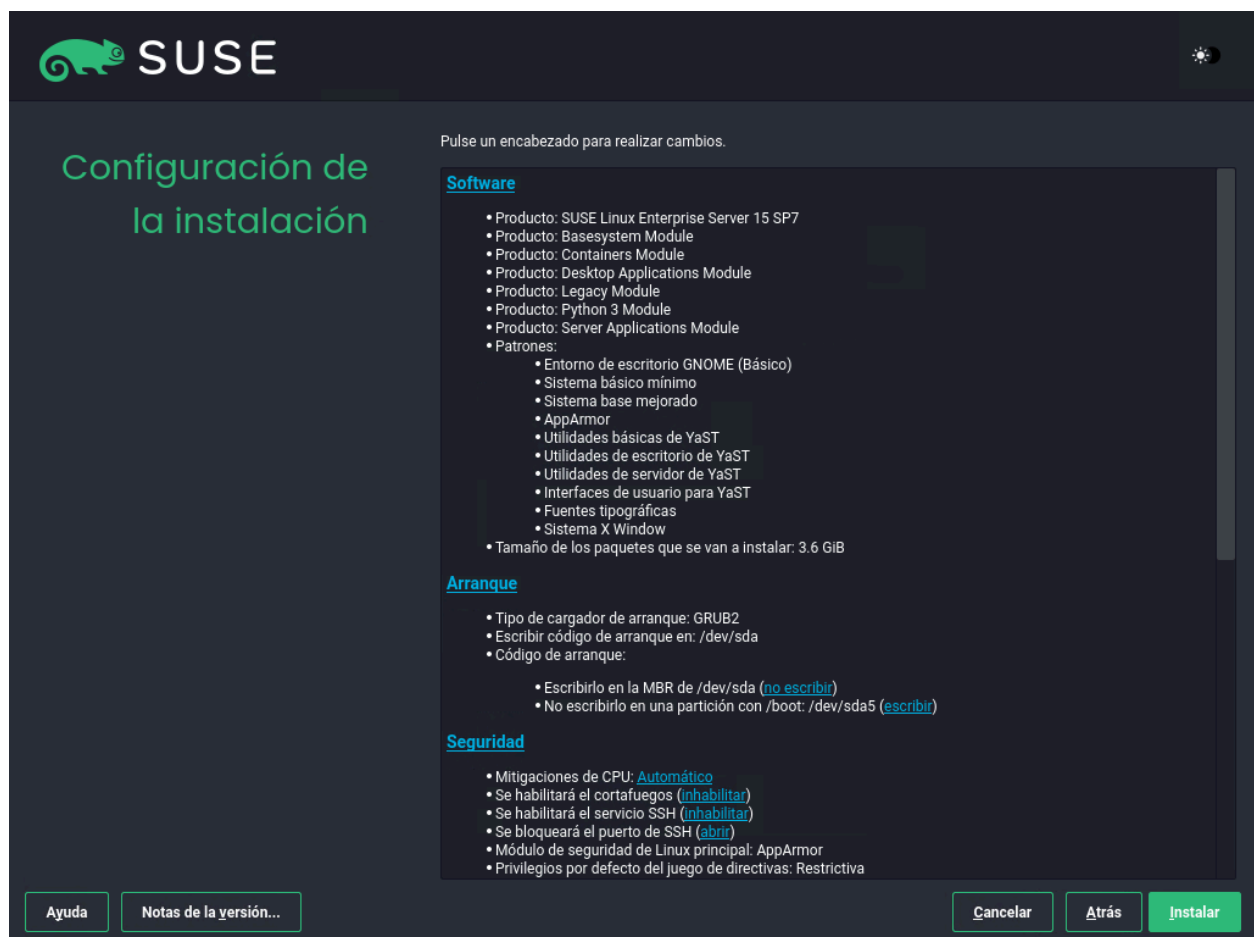 SUSE
Configuración de
la instalación
Pulse un encabezado para realizar cambios.
Software
• Producto: SUSE Linux Enterprise Server 15 SP7
• Producto: Basesystem Module
• Producto: Containers Module
• Producto: Desktop Applications Module
• Producto: Legacy Module
• Producto: Python 3 Module
• Producto: Server Applications Module
• Patrones:
• Entorno de escritorio GNOME (Básico)
• Sistema básico mínimo
• Sistema base mejorado
• AppArmor
• Utilidades básicas de YaST
• Utilidades de escritorio de YaST
• Utilidades de servidor de YaST
• Interfaces de usuario para YaST
• Fuentes tipográficas
• Sistema X Window
• Tamaño de los paquetes que se van a instalar: 3.6 GiB
Arranque
• Tipo de cargador de arranque: GRUB2
• Escribir código de arranque en: /dev/sda
• Código de arranque:
• Escribirlo en la MBR de /dev/sda (no escribir)
• No escribirlo en una partición con /boot: /dev/sda5 (escribir)
Seguridad
• Mitigaciones de CPU: Automático
• Se habilitará el cortafuegos (inhabilitar)
• Se habilitará el servicio SSH (inhabilitar)
• Se bloqueará el puerto de SSH (abrir)
• Módulo de seguridad de Linux principal: AppArmor
• Privilegios por defecto del juego de directivas: Restrictiva
Ayuda Notas de la versión... Cancelar Atrás Instalar